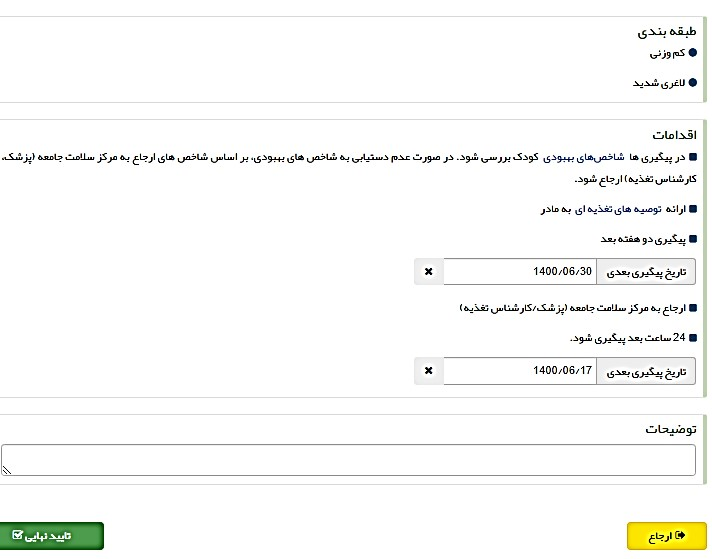 طبقه بندی
کم وزنی
لاغری شدید
اقدامات
در پیگیری ها شاخص‌های بهبودی کودک بررسی شود. در صورت عدم دستیابی به شاخص های بهبودی، بر اساس شاخص های ارجاع به مرکز سلامت جامعه (پزشک،
کارشناس تغذیه) ارجاع شود.
ارائه توصیه های تغذیه ای به مادر
پیگیری دو هفته بعد
تاریخ پیگیری بعدی 1400/06/30
ارجاع به مرکز سلامت جامعه (پزشک/کارشناس تغذیه)
24 ساعت بعد پیگیری شود.
تاریخ پیگیری بعدی 1400/06/17
توضیحات
ارجاع تایید نهایی